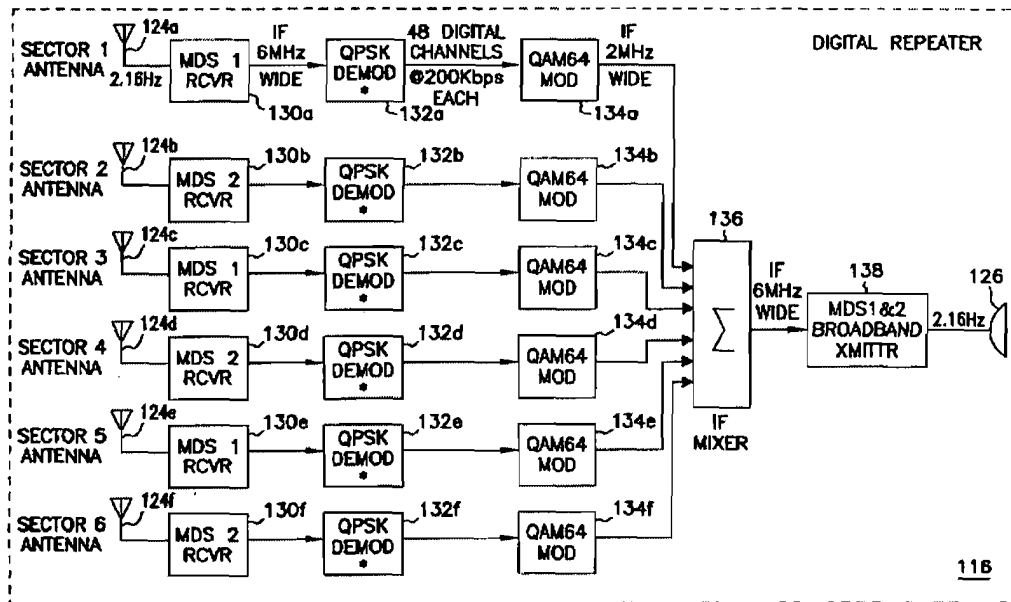 DIGITAL REPEATER
SECTOR 1
ANTENNA
124a
2.16Hz
MDS 1
RCVR
130a
IF
6MHz
WIDE
QPSK
DEMOD
*
132a
48 DIGITAL
CHANNELS
@200Kbps
EACH
QAM64
MOD
134a
IF
2MHz
WIDE
SECTOR 2
ANTENNA
124b
MDS 2
RCVR
130b
QPSK
DEMOD
*
132b
QAM64
MOD
134b
SECTOR 3
ANTENNA
124c
MDS 1
RCVR
130c
QPSK
DEMOD
*
132c
QAM64
MOD
134c
SECTOR 4
ANTENNA
124d
MDS 2
RCVR
130d
QPSK
DEMOD
*
132d
QAM64
MOD
134d
SECTOR 5
ANTENNA
124e
MDS 1
RCVR
130e
QPSK
DEMOD
*
132e
QAM64
MOD
134e
SECTOR 6
ANTENNA
124f
MDS 2
RCVR
130f
QPSK
DEMOD
*
132f
QAM64
MOD
134f
136
Σ
IF
MIXER
IF
6MHz
WIDE
138
MDS1&2
BROADBAND
XMITTR
2.16Hz
126
116